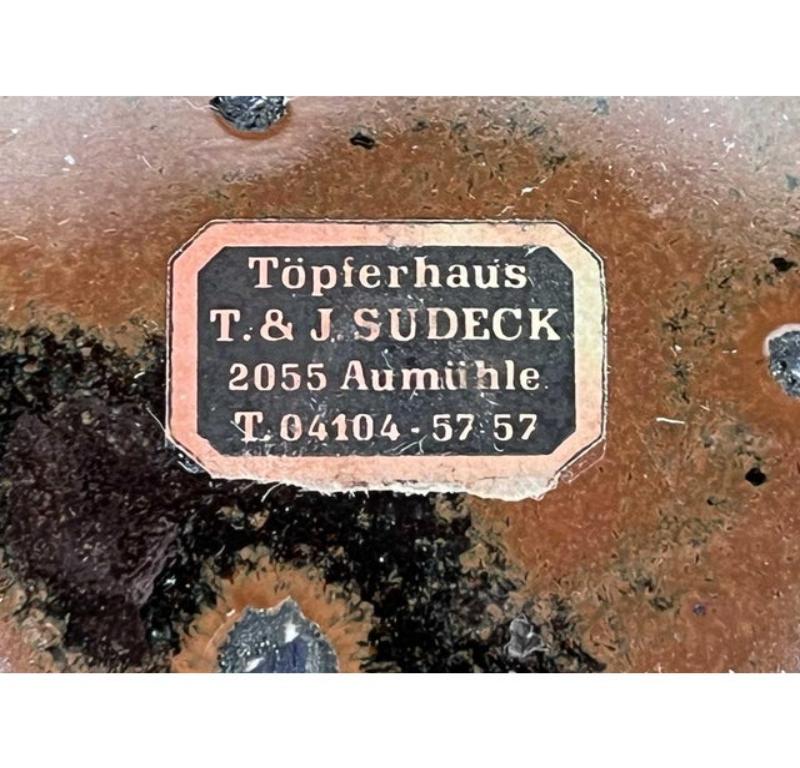 Töpferhaus
T. & J. SUDECK
2055 Aumühle
T. 04104 - 57 57